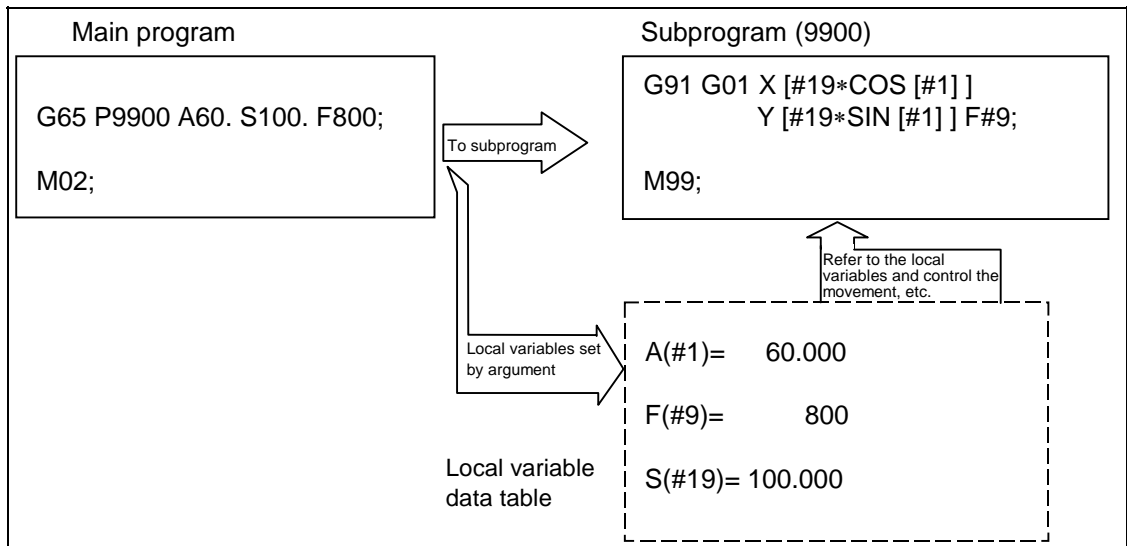 Main program
G65 P9900 A60. S100. F800;
M02;
To subprogram
Subprogram (9900)
G91 G01 X [#19∗COS [#1] ]
Y [#19∗SIN [#1] ] F#9;
M99;
Refer to the local
variables and control the
movement, etc.
Local variables set
by argument
A(#1)= 60.000
F(#9)= 800
S(#19)= 100.000
Local variable
data table